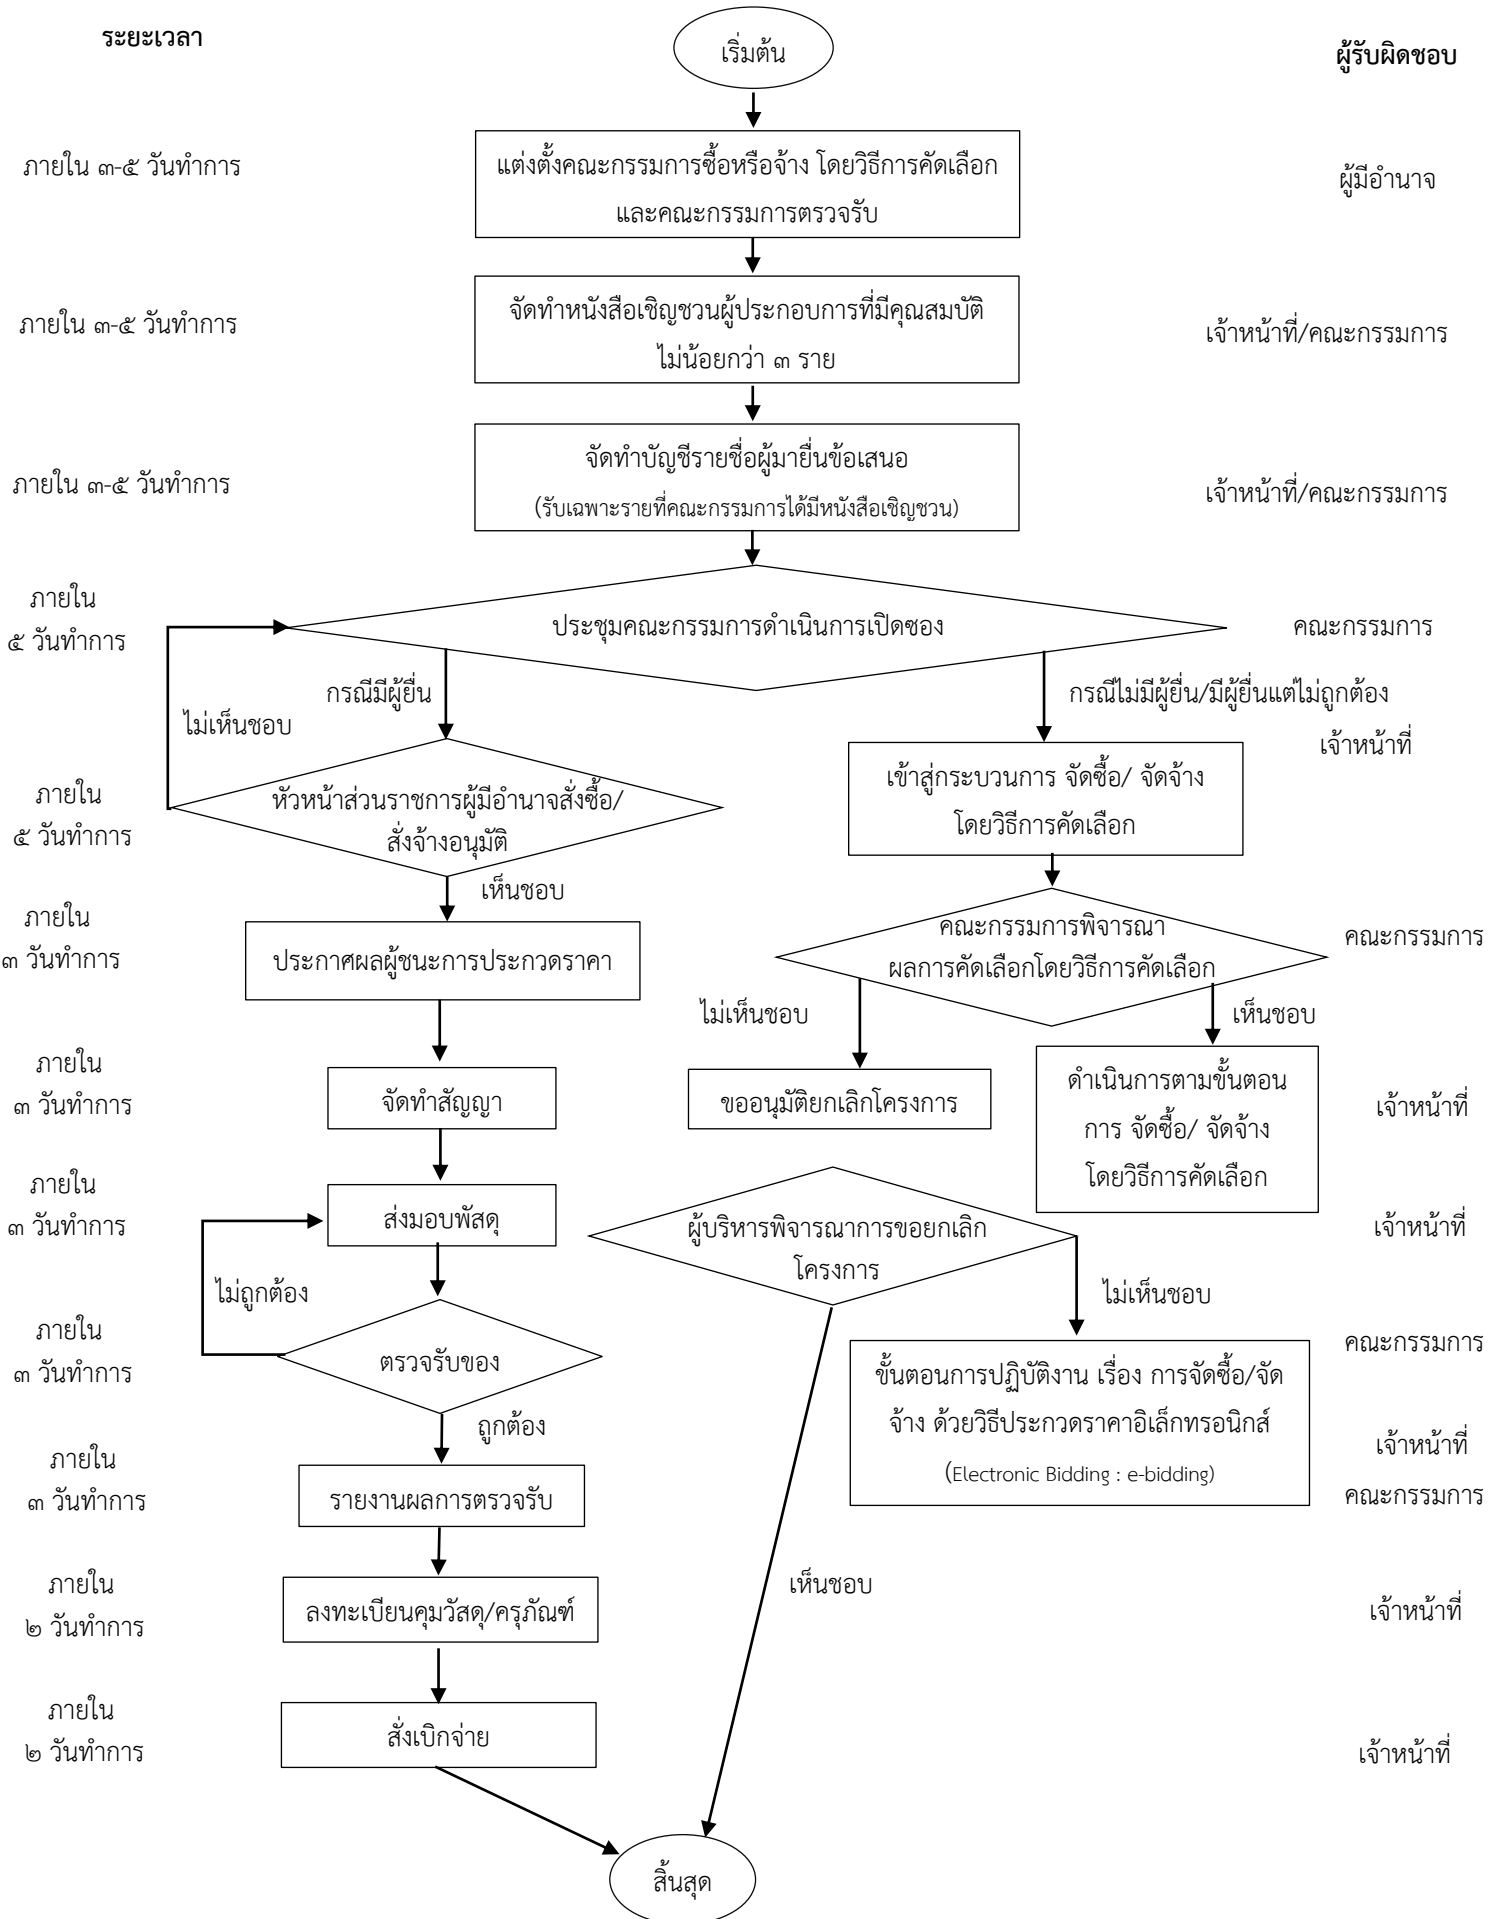 ระยะเวลา
เริ่มต้น
ผู้รับผิดชอบ
ภายใน ๓-๕ วันทำการ
แต่งตั้งคณะกรรมการซื้อหรือจ้าง โดยวิธีการคัดเลือก
และคณะกรรมการตรวจรับ
ผู้มีอำนาจ
ภายใน ๓-๕ วันทำการ
จัดทำหนังสือเชิญชวนผู้ประกอบการที่มีคุณสมบัติ
ไม่น้อยกว่า ๓ ราย
เจ้าหน้าที่/คณะกรรมการ
ภายใน ๓-๕ วันทำการ
จัดทำบัญชีรายชื่อผู้มายื่นข้อเสนอ
(รับเฉพาะรายที่คณะกรรมการได้มีหนังสือเชิญชวน)
เจ้าหน้าที่/คณะกรรมการ
ภายใน
๕ วันทำการ
ประชุมคณะกรรมการดำเนินการเปิดซอง
คณะกรรมการ
กรณีมีผู้ยื่น
กรณีไม่มีผู้ยื่น/มีผู้ยื่นแต่ไม่ถูกต้อง
ไม่เห็นชอบ
เจ้าหน้าที่
ภายใน
๕ วันทำการ
หัวหน้าส่วนราชการผู้มีอำนาจสั่งซื้อ/
สั่งจ้างอนุมัติ
เข้าสู่กระบวนการ จัดซื้อ/ จัดจ้าง
โดยวิธีการคัดเลือก
เห็นชอบ
ภายใน
๓ วันทำการ
ประกาศผลผู้ชนะการประกวดราคา
คณะกรรมการพิจารณา
ผลการคัดเลือกโดยวิธีการคัดเลือก
คณะกรรมการ
ไม่เห็นชอบ
เห็นชอบ
ภายใน
๓ วันทำการ
จัดทำสัญญา
ขออนุมัติยกเลิกโครงการ
ดำเนินการตามขั้นตอน
การ จัดซื้อ/ จัดจ้าง
โดยวิธีการคัดเลือก
เจ้าหน้าที่
ภายใน
๓ วันทำการ
ส่งมอบพัสดุ
ผู้บริหารพิจารณาการขอยกเลิก
โครงการ
เจ้าหน้าที่
ไม่ถูกต้อง
ไม่เห็นชอบ
ภายใน
๓ วันทำการ
ตรวจรับของ
คณะกรรมการ
ขั้นตอนการปฏิบัติงาน เรื่อง การจัดซื้อ/จัด
จ้าง ด้วยวิธีประกวดราคาอิเล็กทรอนิกส์
(Electronic Bidding : e-bidding)
ถูกต้อง
เจ้าหน้าที่
คณะกรรมการ
ภายใน
๓ วันทำการ
รายงานผลการตรวจรับ
เห็นชอบ
ภายใน
๒ วันทำการ
ลงทะเบียนคุมวัสดุ/ครุภัณฑ์
เจ้าหน้าที่
ภายใน
๒ วันทำการ
สั่งเบิกจ่าย
เจ้าหน้าที่
สิ้นสุด